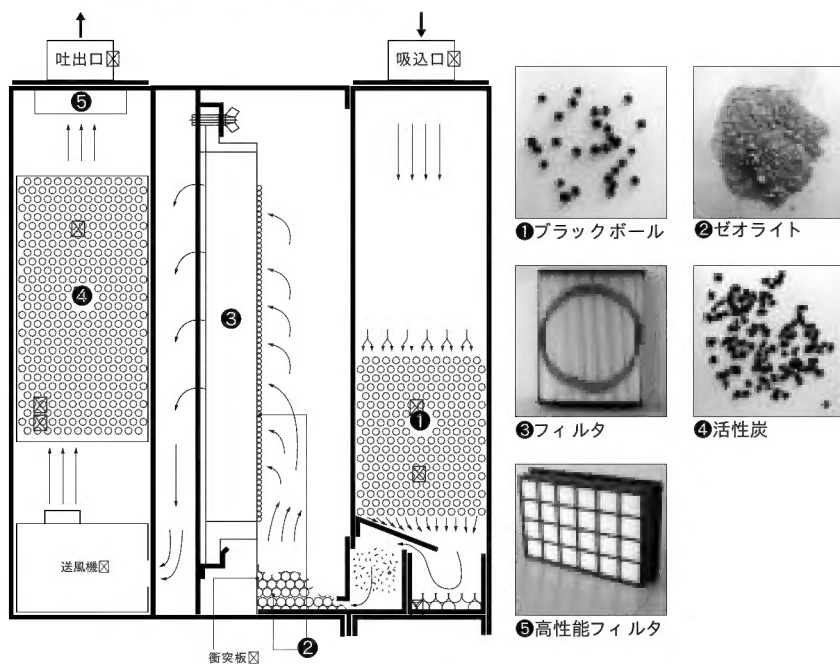 吐出口
吸込口
❺
❹
❸
❶
送風機
衝突板
❷
❶ブラックボール
❷ゼオライト
❸フィルタ
❹活性炭
❺高性能フィルタ